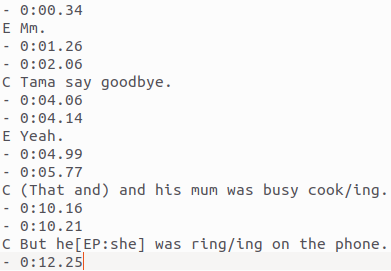 - 0:00.34
E Mm.
- 0:01.26
- 0:02.06
C Tama say goodbye.
- 0:04.06
- 0:04.14
E Yeah.
- 0:04.99
- 0:05.77
C (That and) and his mum was busy cook/ing.
- 0:10.16
- 0:10.21
C But he[EP:she] was ring/ing on the phone.
- 0:12.25